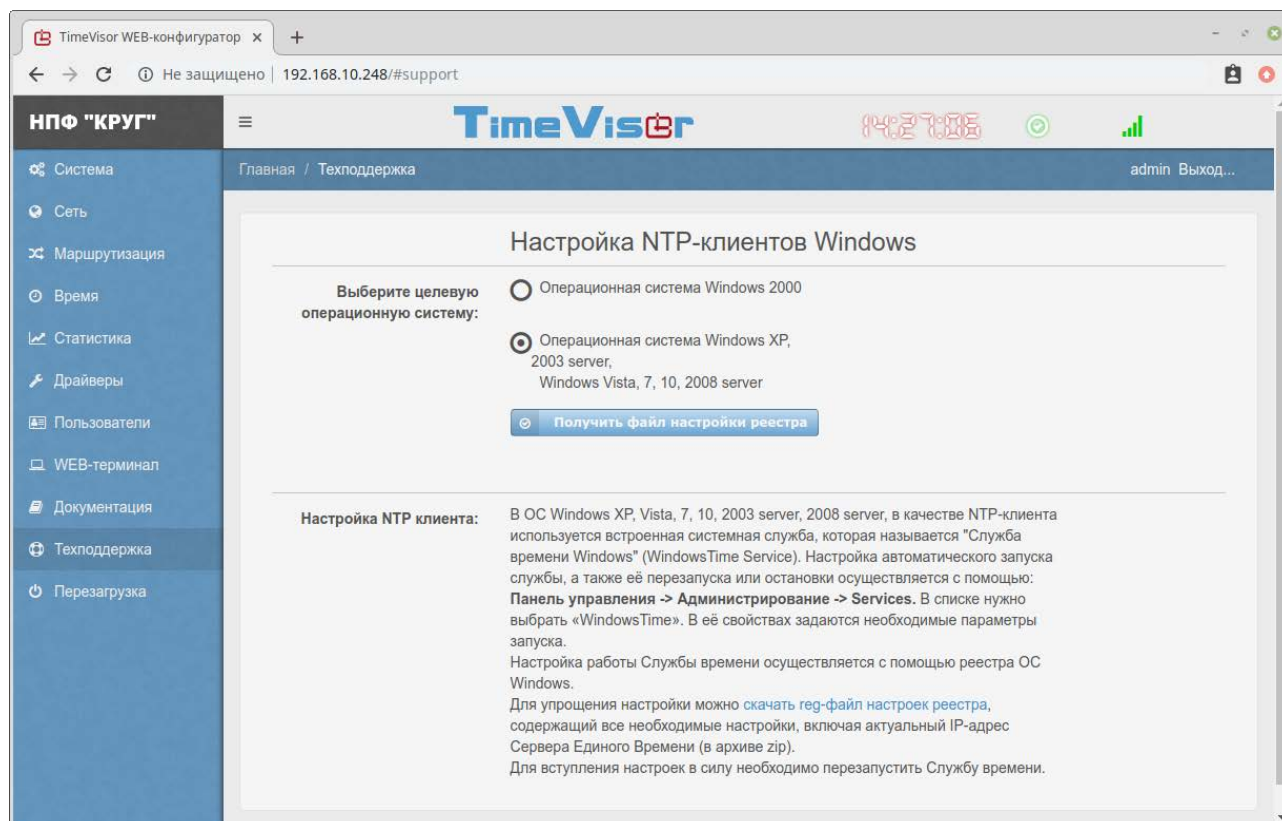 TimeVisor WEB-конфигуратор
Не защищено 192.168.10.248/#support
НПФ "КРУГ"
TimeVisor
14:27:06
Система
Сеть
Маршрутизация
Время
Статистика
Драйверы
Пользователи
WEB-терминал
Документация
Техподдержка
Перезагрузка
Главная / Техподдержка
admin Выход...
Настройка NTP-клиентов Windows
Выберите целевую
операционную систему:
Операционная система Windows 2000
Операционная система Windows XP,
2003 server,
Windows Vista, 7, 10, 2008 server
Получить файл настройки реестра
Настройка NTP клиента:
В ОС Windows XP, Vista, 7, 10, 2003 server, 2008 server, в качестве NTP-клиента
используется встроенная системная служба, которая называется "Служба
времени Windows" (WindowsTime Service). Настройка автоматического запуска
службы, а также её перезапуска или остановки осуществляется с помощью:
Панель управления -> Администрирование -> Services. В списке нужно
выбрать «WindowsTime». В её свойствах задаются необходимые параметры
запуска.
Настройка работы Службы времени осуществляется с помощью реестра ОС
Windows.
Для упрощения настройки можно скачать reg-файл настроек реестра,
содержащий все необходимые настройки, включая актуальный IP-адрес
Сервера Единого Времени (в архиве zip).
Для вступления настроек в силу необходимо перезапустить Службу времени.